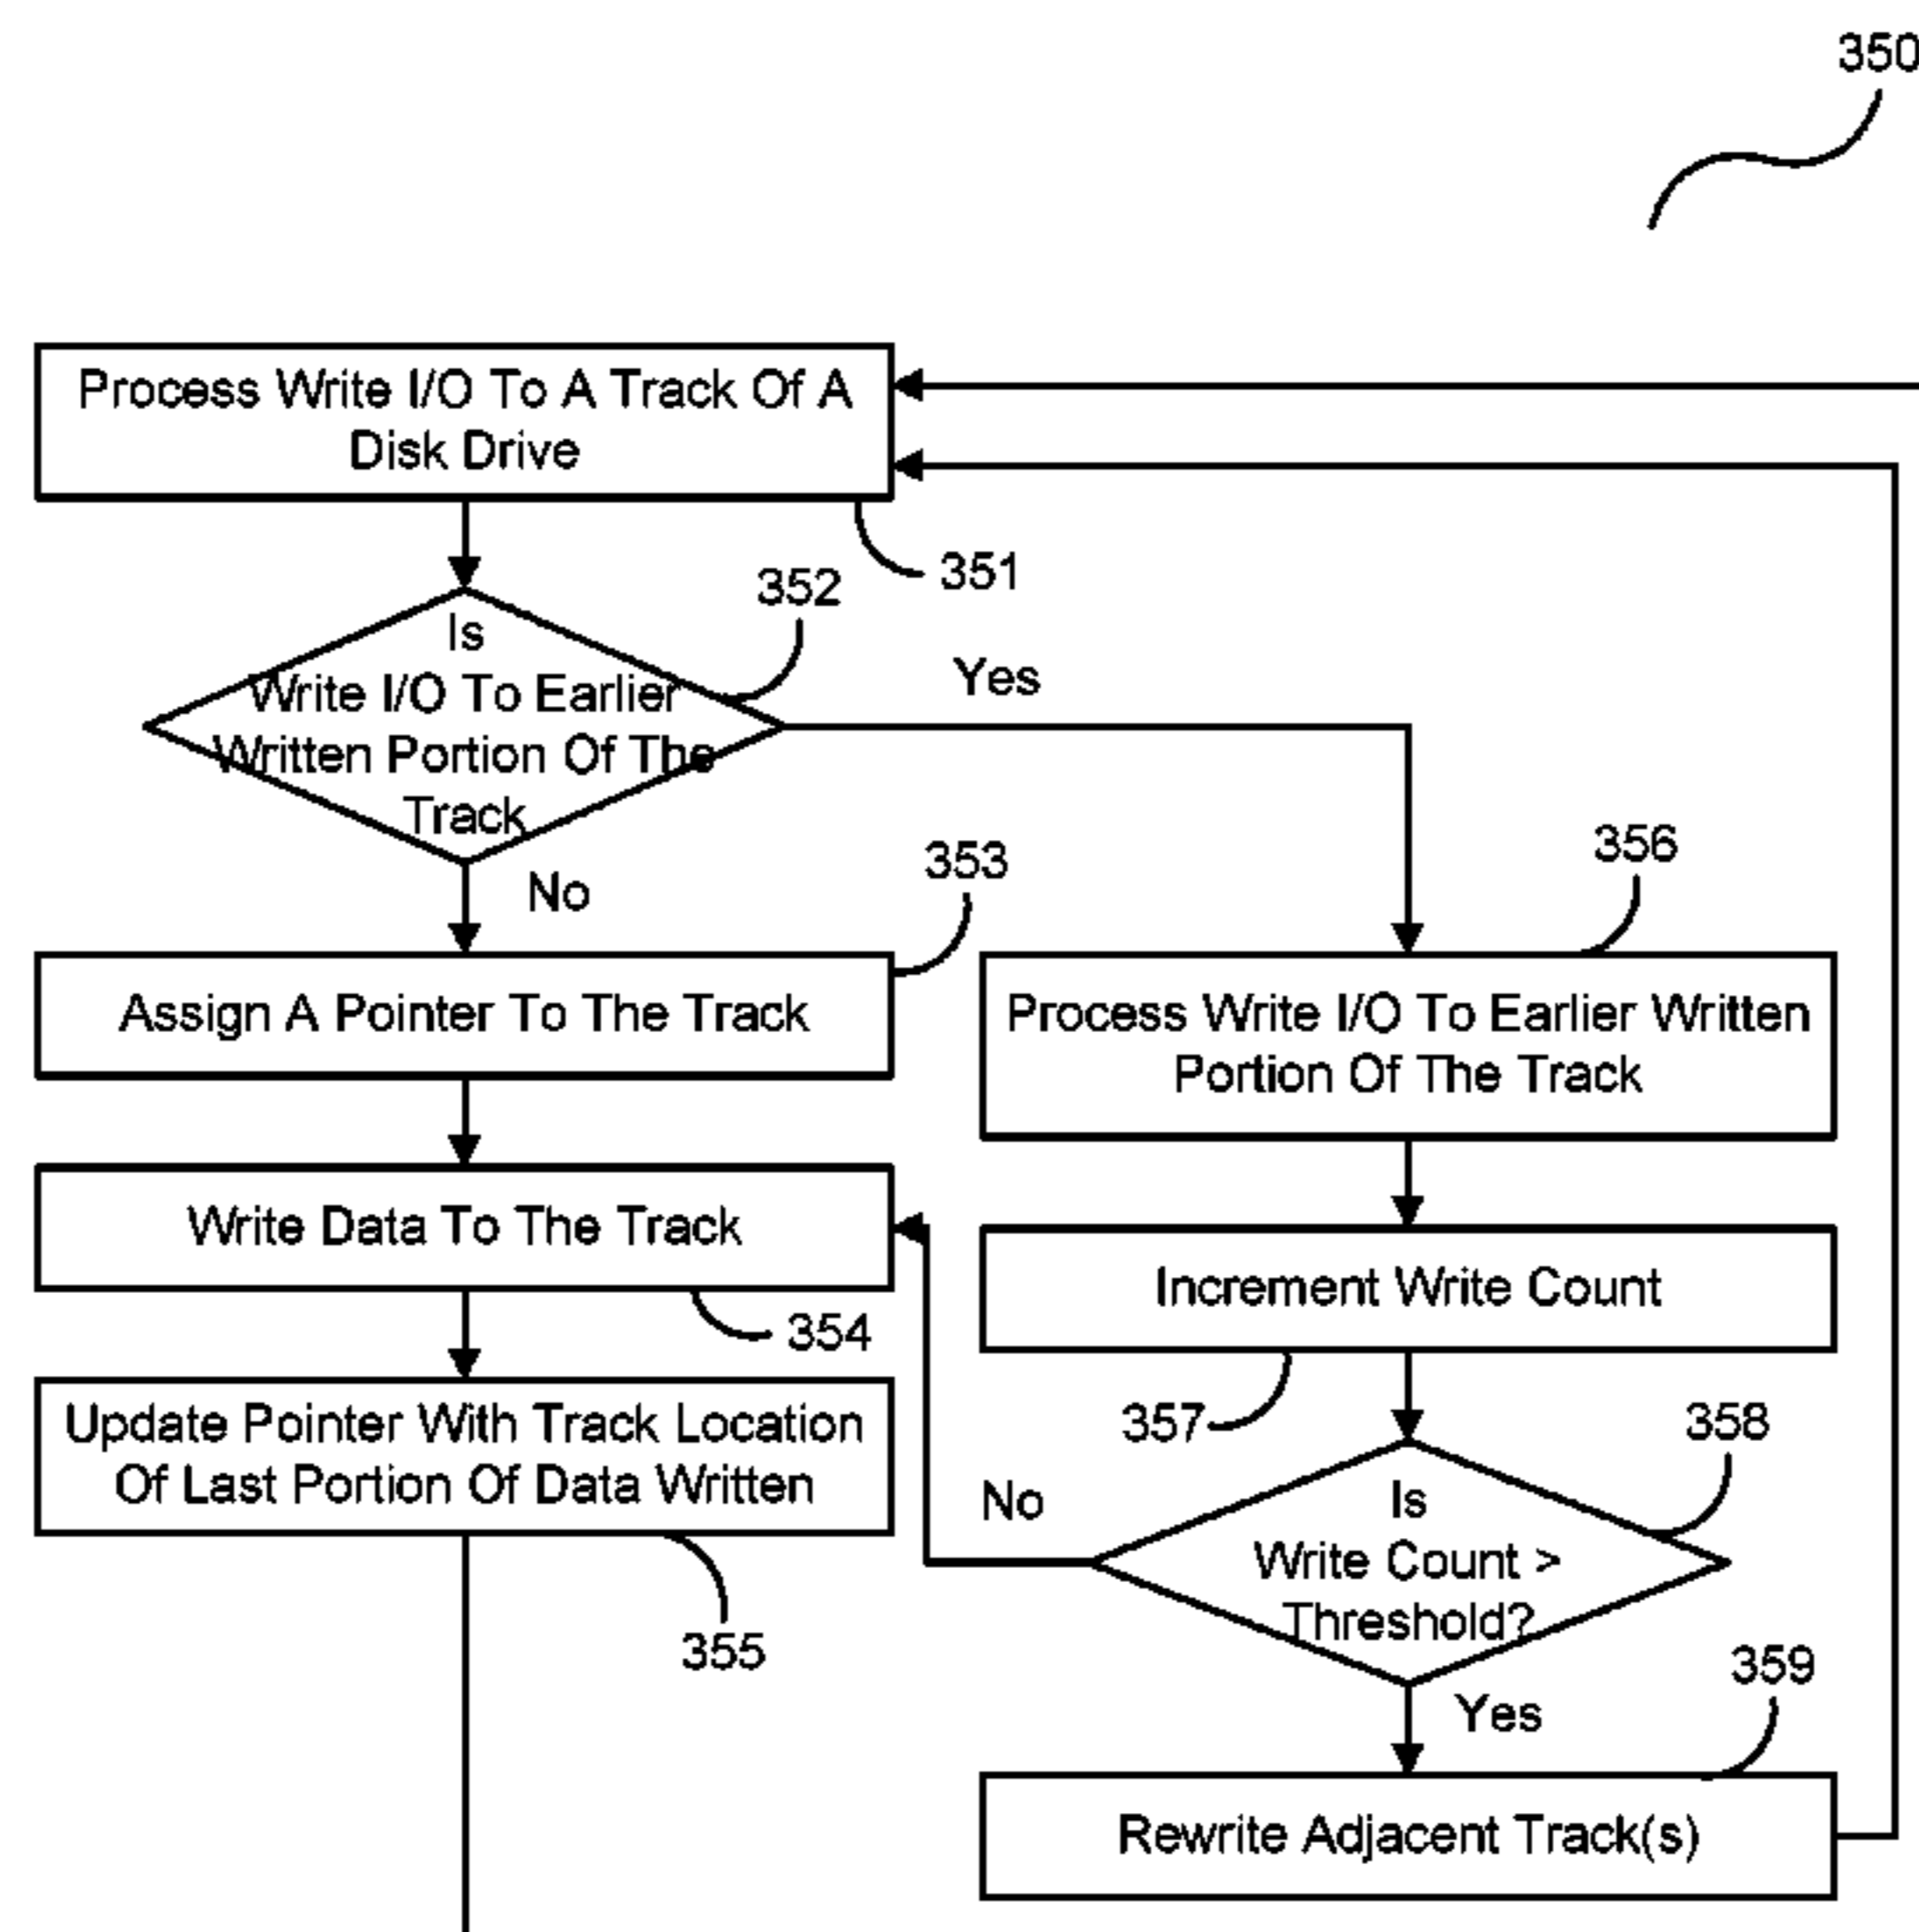 350
Process Write I/O To A Track Of A
Disk Drive
351
352
Is
Write I/O To Earlier
Written Portion Of The
Track
Yes
No
353
356
Assign A Pointer To The Track
Process Write I/O To Earlier Written
Portion Of The Track
Write Data To The Track
354
Increment Write Count
357
Update Pointer With Track Location
Of Last Portion Of Data Written
355
358
No
Is
Write Count >
Threshold?
Yes
359
Rewrite Adjacent Track(s)